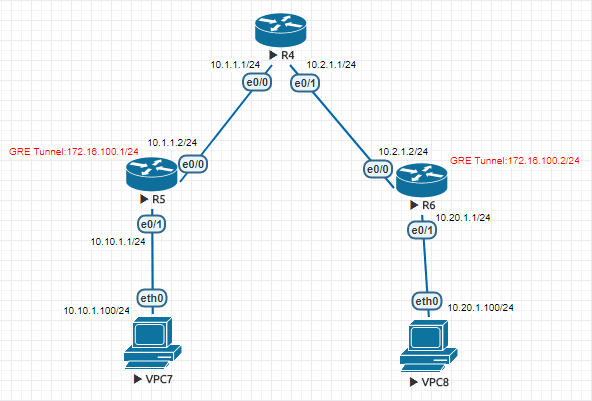 R4
10.1.1.1/24
10.2.1.1/24
e0/0
e0/1
10.1.1.2/24
10.2.1.2/24
GRE Tunnel:172.16.100.1/24
e0/0
e0/0
GRE Tunnel:172.16.100.2/24
R5
R6
10.20.1.1/24
e0/1
e0/1
10.10.1.1/24
eth0
eth0
10.10.1.100/24
10.20.1.100/24
VPC7
VPC8